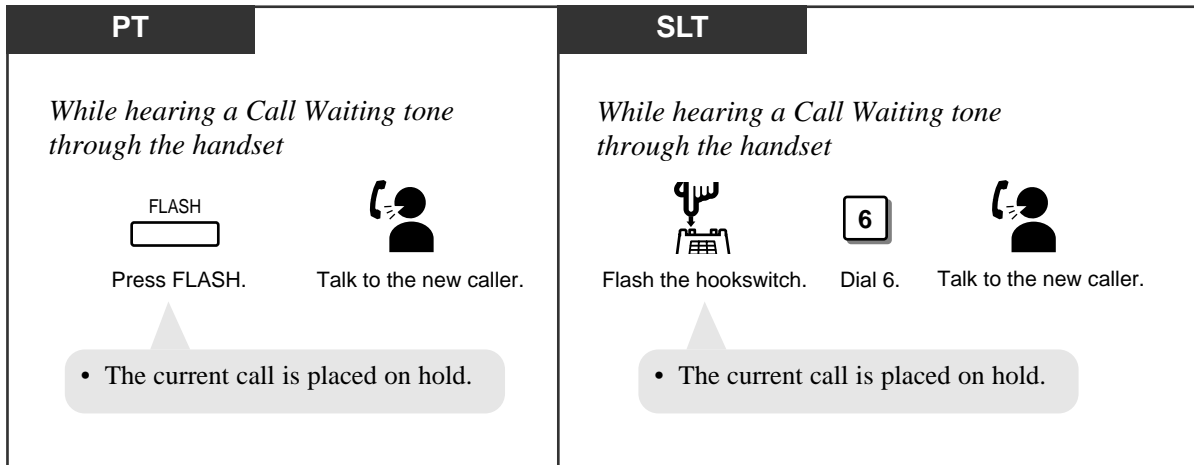 PT
While hearing a Call Waiting tone
through the handset
FLASH
Press FLASH.
Talk to the new caller.
• The current call is placed on hold.
SLT
While hearing a Call Waiting tone
through the handset
6
Flash the hookswitch.
Dial 6.
Talk to the new caller.
• The current call is placed on hold.